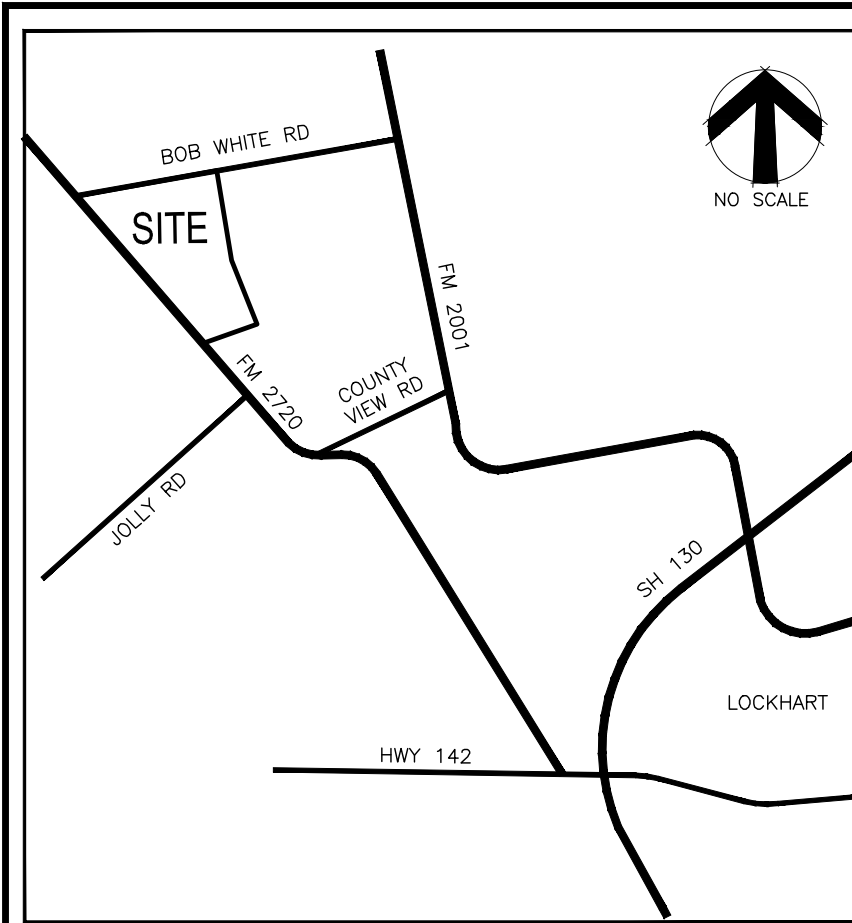 BOB WHITE RD
NO SCALE
SITE
FM 2001
FM 2720
COUNTY
VIEW RD
JOLLY RD
SH 130
LOCKHART
HWY 142